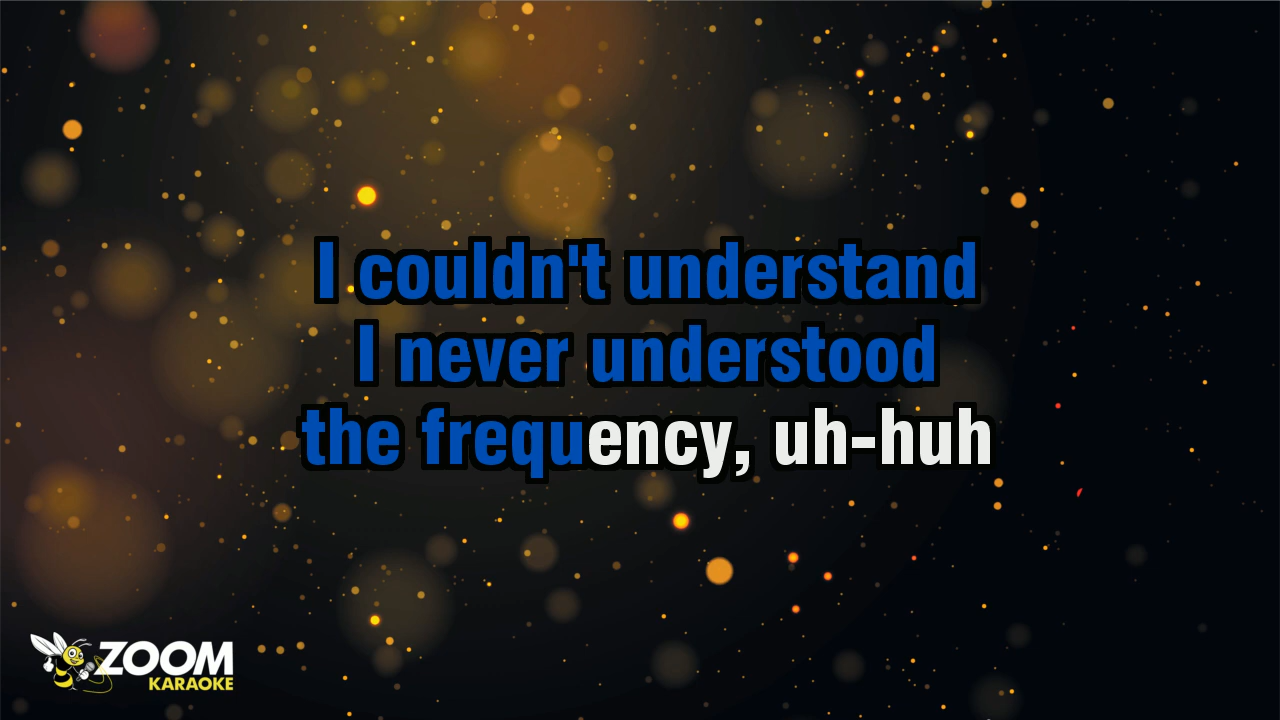 I couldn't understand
I never understood
the frequency, uh-huh
ZOOM
KARAOKE